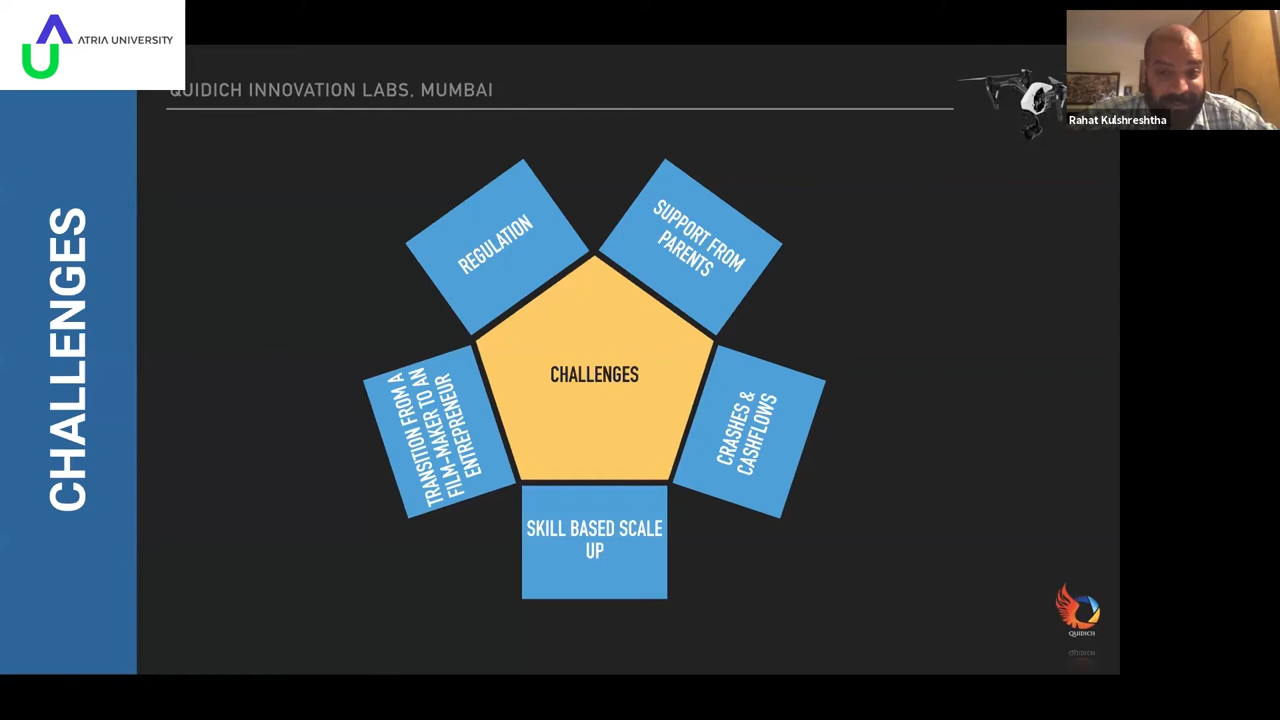 ATRIA UNIVERSITY
QUIDICH INNOVATION LABS, MUMBAI
Rahat Kulshreshtha
CHALLENGES
REGULATION
SUPPORT FROM
PARENTS
CHALLENGES
TRANSITION FROM A
FILM-MAKER TO AN
ENTREPRENEUR
CRASHES &
CASHFLOWS
SKILL BASED SCALE
UP
QUIDICH